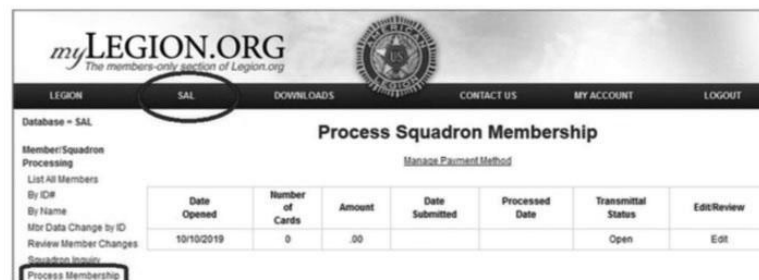 myLEGION.ORG
The members-only section of Legion.org
AMERICAN LEGION
US
LEGION SAL DOWNLOADS CONTACT US MY ACCOUNT LOGOUT
Database = SAL
Process Squadron Membership
Member/Squadron
Processing
Manage Payment Method
List All Members
By ID#
By Name
Mbr Data Change by ID
Review Member Changes
Squadron Inquiry
Process Membership
Date Opened Number of Cards Amount Date Submitted Processed Date Transmittal Status Edit/Review
10/10/2019 0 .00 Open Edit